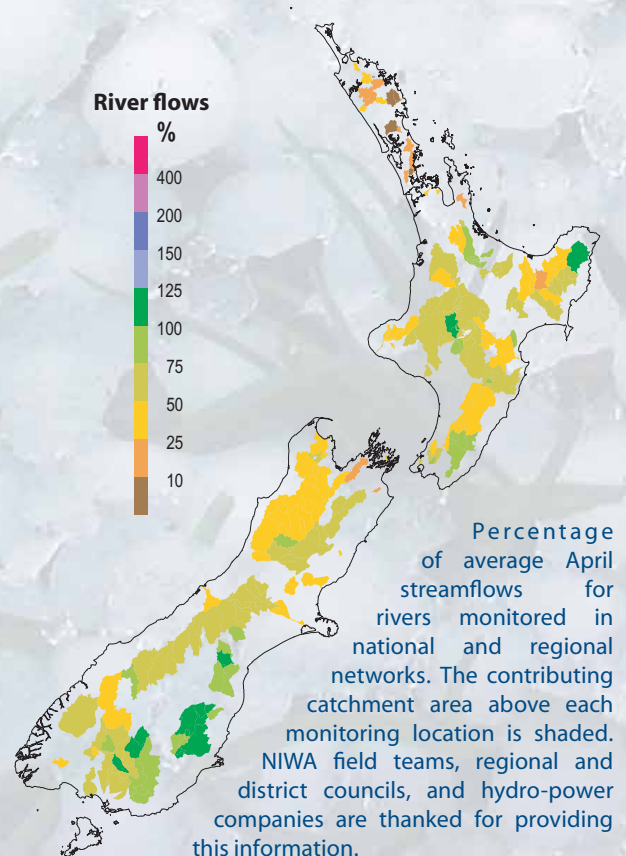 River flows
%
400
200
150
125
100
75
50
25
10
Percentage
of average April
streamflows for
rivers monitored in
national and regional
networks. The contributing
catchment area above each
monitoring location is shaded.
NIWA field teams, regional and
district councils, and hydro-power
companies are thanked for providing
this information.